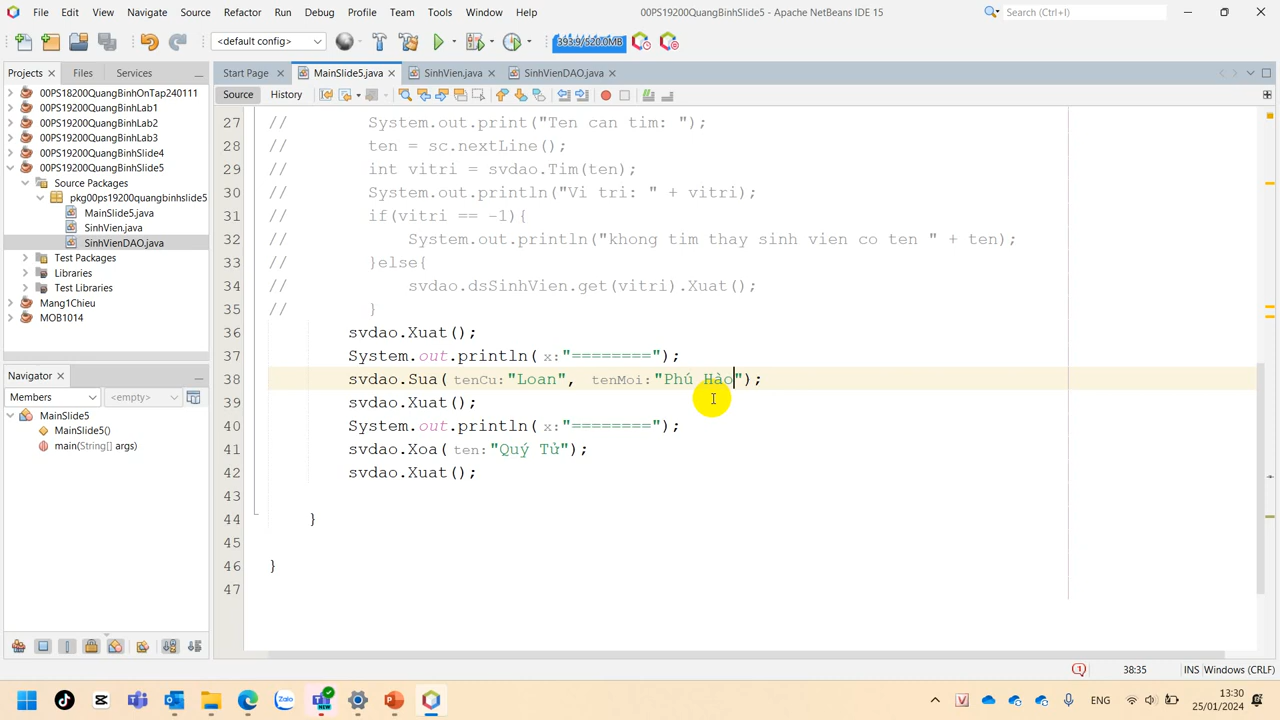 File Edit View Navigate Source Refactor Run Debug Profile Team Tools Window Help 00PS19200QuangBinhSlide5 - Apache NetBeans IDE 15 Search (Ctrl+I)
<default config> 393.9/520.0MB
Projects Files Services Start Page MainSlide5.java SinhVien.java SinhVienDAO.java
Source History
00PS18200QuangBinhOnTap240111
00PS19200QuangBinhLab1
00PS19200QuangBinhLab2
00PS19200QuangBinhLab3
00PS19200QuangBinhSlide4
00PS19200QuangBinhSlide5
Source Packages
pkg00ps19200quangbinhslide5
MainSlide5.java
SinhVien.java
SinhVienDAO.java
Test Packages
Libraries
Test Libraries
Mang1Chieu
MOB1014
Navigator
Members <empty>
MainSlide5
MainSlide5()
main(String[] args)
27 // System.out.print("Ten can tim: ");
28 // ten = sc.nextLine();
29 // int vitri = svdao.Tim(ten);
30 // System.out.println("Vi tri: " + vitri);
31 // if(vitri == -1){
32 // System.out.println("khong tim thay sinh vien co ten " + ten);
33 // }else{
34 // svdao.dsSinhVien.get(vitri).Xuat();
35 // }
36 svdao.Xuat();
37 System.out.println( x:"========");
38 svdao.Sua( tenCu:"Loan", tenMoi:"Phú Hào");
39 svdao.Xuat();
40 System.out.println( x:"========");
41 svdao.Xoa( ten:"Quý Tử");
42 svdao.Xuat();
43
44 }
45
46 }
47
38:35 INS Windows (CRLF)
Zalo NEW ENG 13:30
25/01/2024